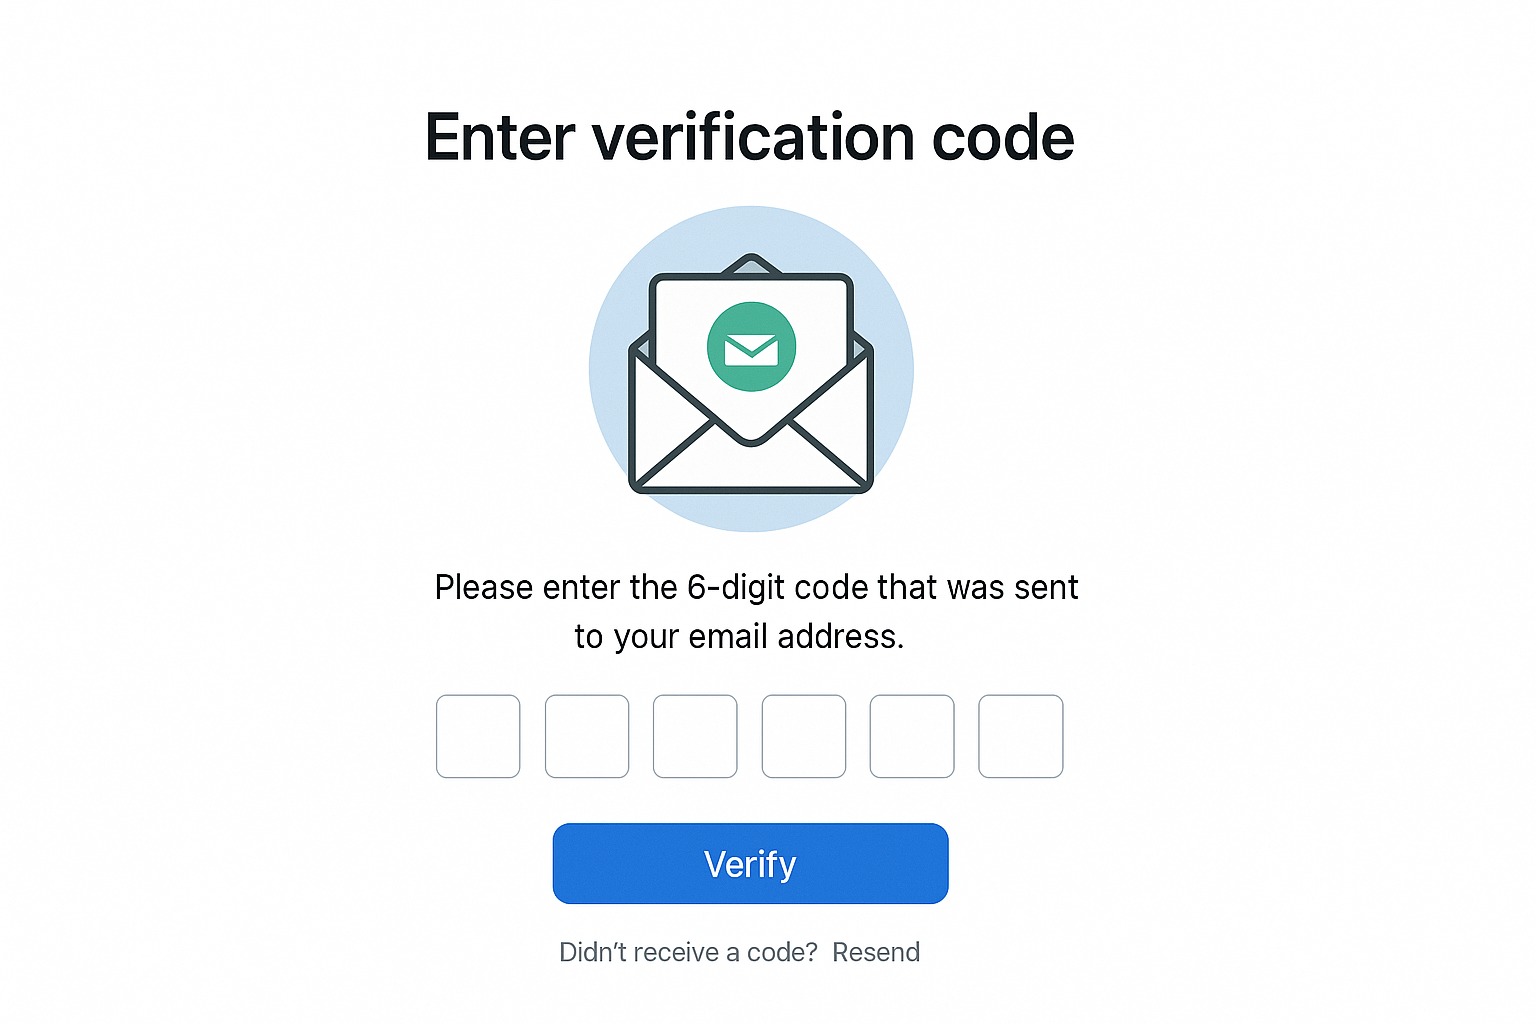 Enter verification code
Please enter the 6-digit code that was sent
to your email address.
Verify
Didn’t receive a code? Resend